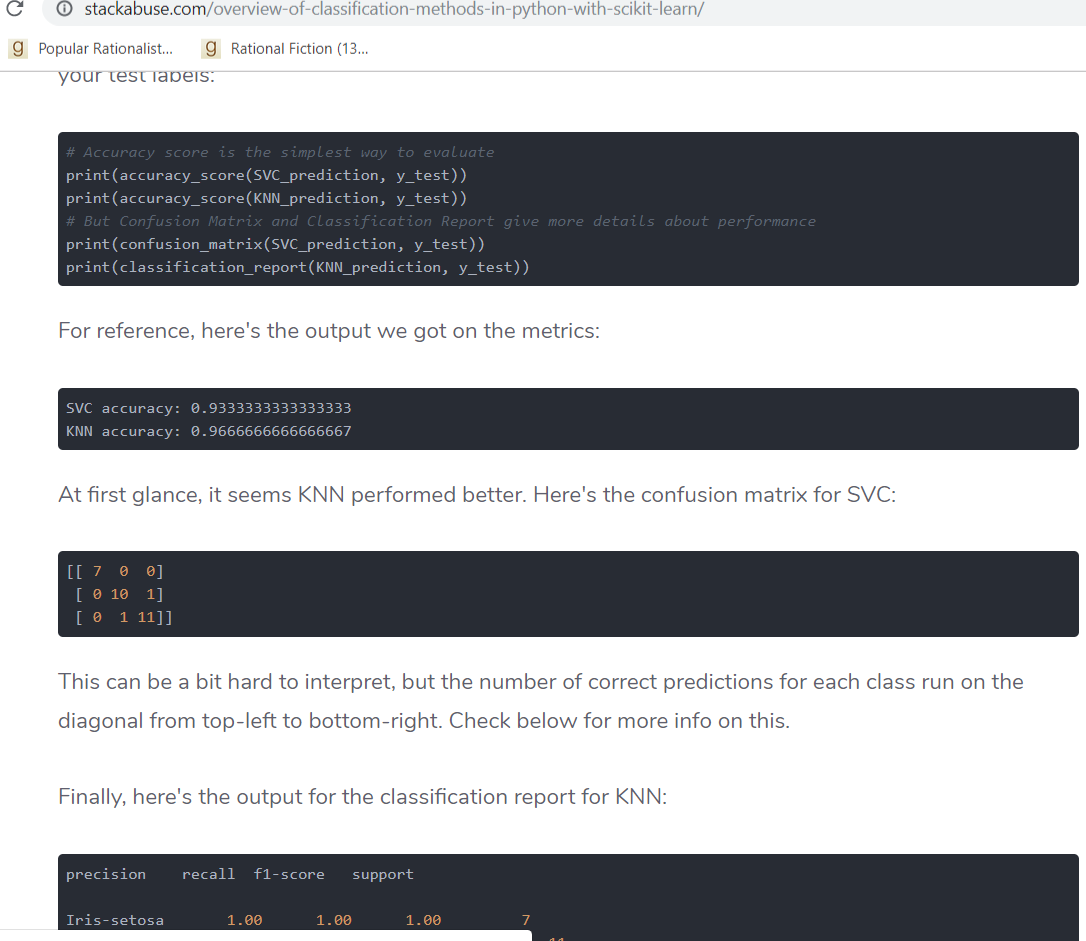 stackabuse.com/overview-of-classification-methods-in-python-with-scikit-learn/
Popular Rationalist... Rational Fiction (13...
your test labels:
# Accuracy score is the simplest way to evaluate
print(accuracy_score(SVC_prediction, y_test))
print(accuracy_score(KNN_prediction, y_test))
# But Confusion Matrix and Classification Report give more details about performance
print(confusion_matrix(SVC_prediction, y_test))
print(classification_report(KNN_prediction, y_test))
For reference, here's the output we got on the metrics:
SVC accuracy: 0.9333333333333333
KNN accuracy: 0.9666666666666667
At first glance, it seems KNN performed better. Here's the confusion matrix for SVC:
[[ 7  0  0]
[ 0 10  1]
[ 0  1 11]]
This can be a bit hard to interpret, but the number of correct predictions for each class run on the
diagonal from top-left to bottom-right. Check below for more info on this.
Finally, here's the output for the classification report for KNN:
precision    recall  f1-score   support
Iris-setosa       1.00      1.00      1.00         7